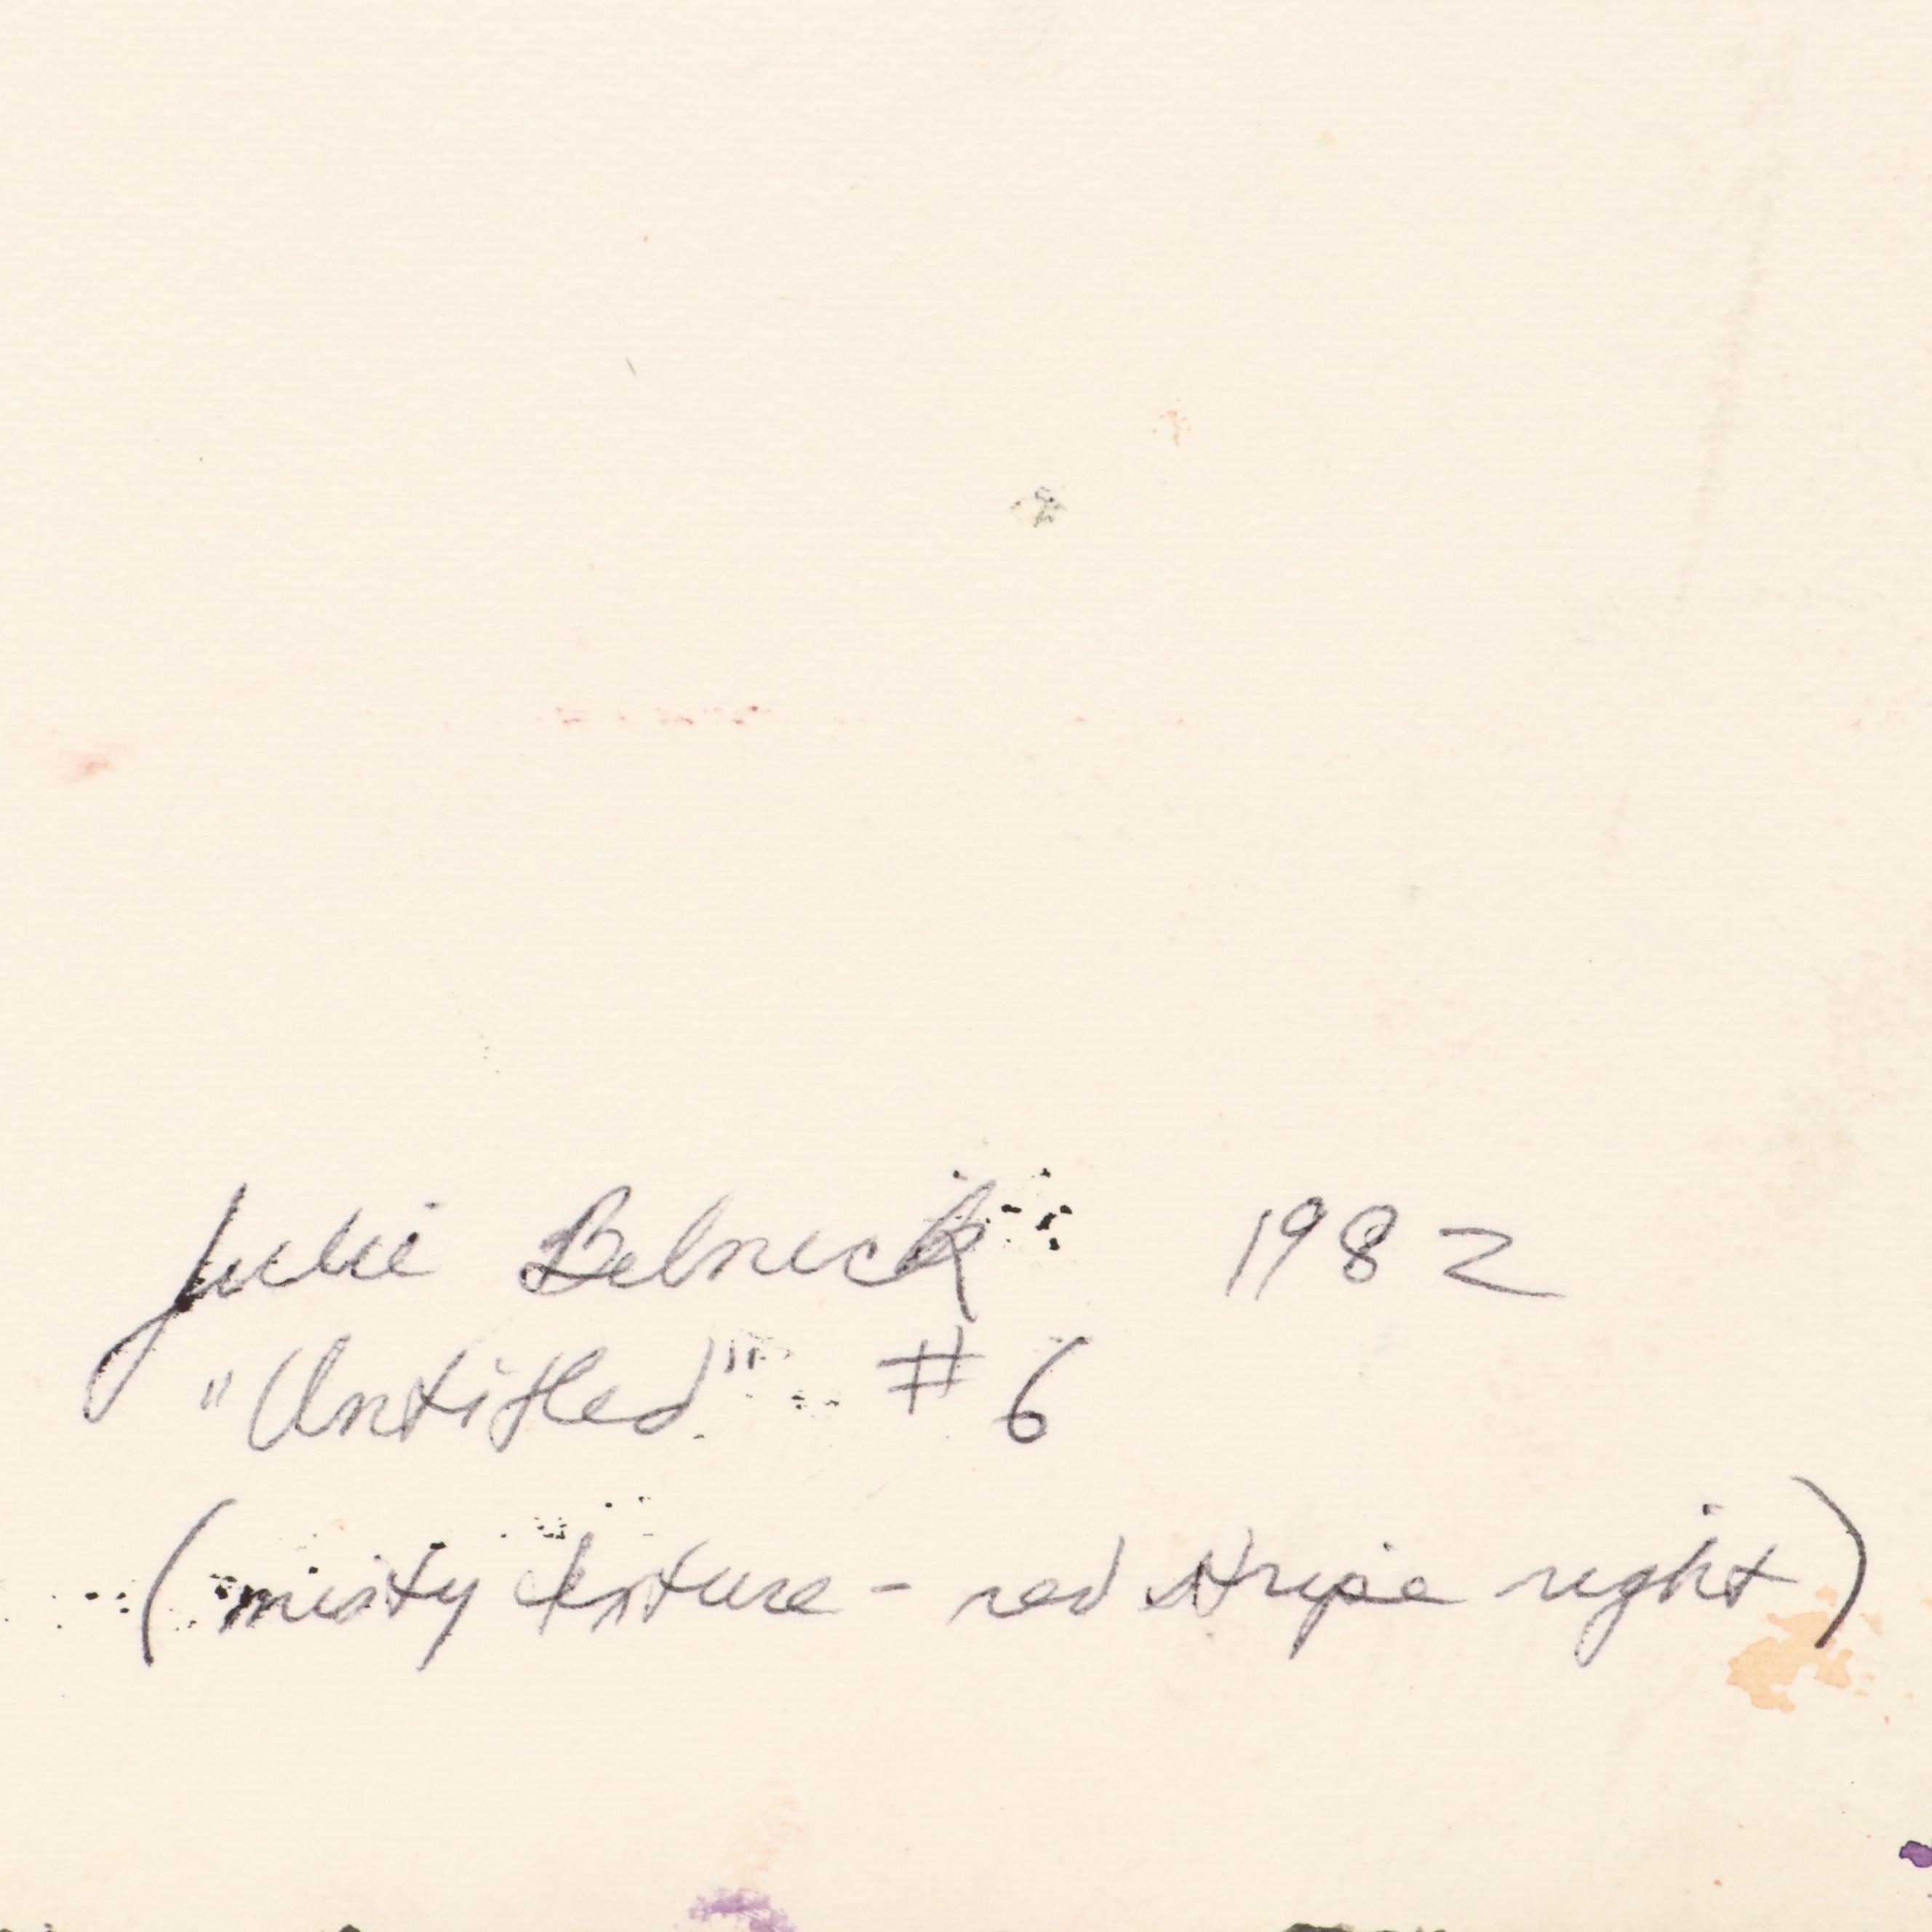 Julie Belnick 1982
"Untitled" #6
(misty texture - red stripe right)